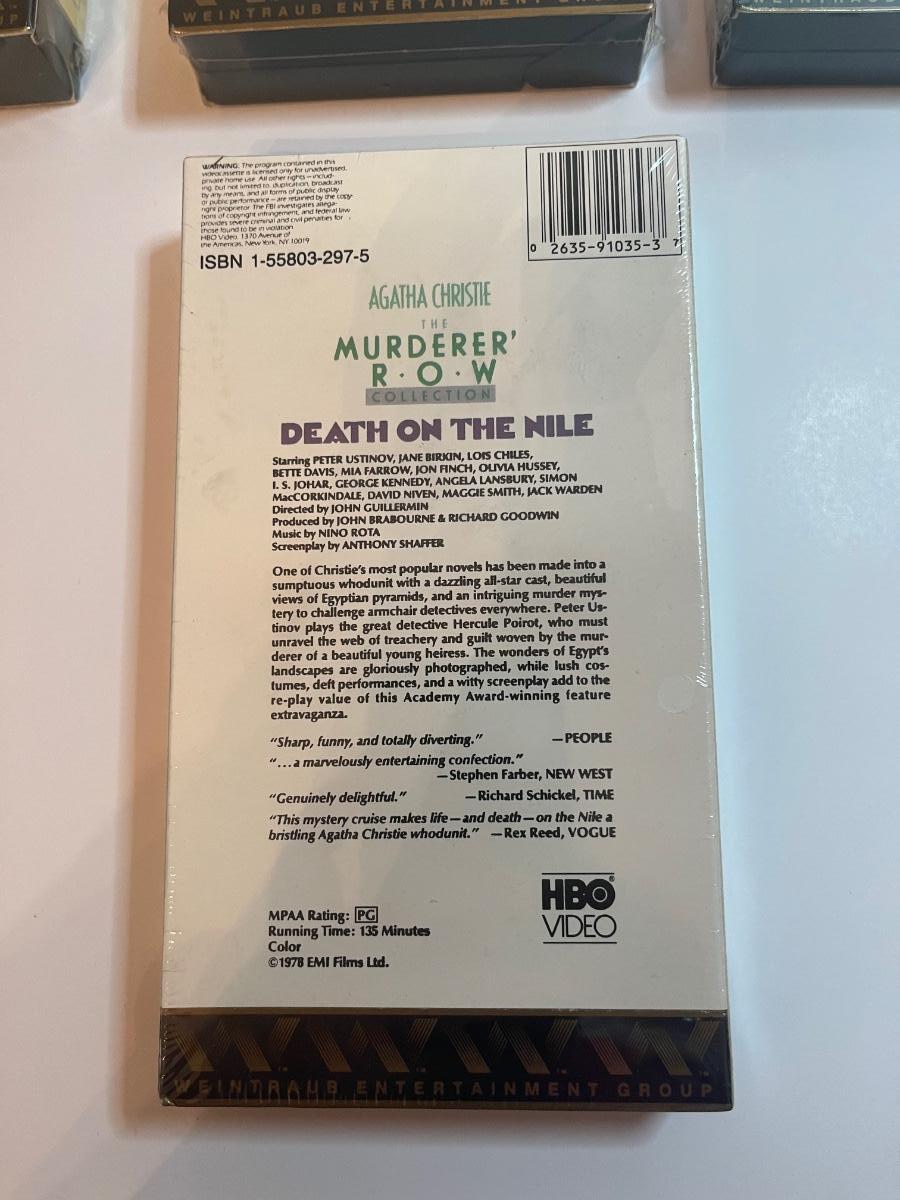 WEINTRAUB ENTERTAINMENT GROUP
WEINTRAUB
WARNING: The program contained in this
videocassette is licensed only for unadvertised,
private home use. All other rights — includ-
ing, but not limited to, duplication, broadcast
by any means, and all forms of public display
or public performance — are retained by the copy-
right proprietor. The FBI investigates allega-
tions of copyright infringement, and federal law
provides severe criminal and civil penalties for
those found to be in violation
HBO Video, 1370 Avenue of
the Americas, New York, NY 10019
ISBN 1-55803-297-5
0 2635-91035-3 7
AGATHA CHRISTIE
THE
MURDERER'
R·O·W
COLLECTION
DEATH ON THE NILE
Starring PETER USTINOV, JANE BIRKIN, LOIS CHILES,
BETTE DAVIS, MIA FARROW, JON FINCH, OLIVIA HUSSEY,
I. S. JOHAR, GEORGE KENNEDY, ANGELA LANSBURY, SIMON
MacCORKINDALE, DAVID NIVEN, MAGGIE SMITH, JACK WARDEN
Directed by JOHN GUILLERMIN
Produced by JOHN BRABOURNE & RICHARD GOODWIN
Music by NINO ROTA
Screenplay by ANTHONY SHAFFER
One of Christie's most popular novels has been made into a
sumptuous whodunit with a dazzling all-star cast, beautiful
views of Egyptian pyramids, and an intriguing murder mys-
tery to challenge armchair detectives everywhere. Peter Us-
tinov plays the great detective Hercule Poirot, who must
unravel the web of treachery and guilt woven by the mur-
derer of a beautiful young heiress. The wonders of Egypt's
landscapes are gloriously photographed, while lush cos-
tumes, deft performances, and a witty screenplay add to the
re-play value of this Academy Award-winning feature
extravaganza.
"Sharp, funny, and totally diverting." —PEOPLE
"...a marvelously entertaining confection."
—Stephen Farber, NEW WEST
"Genuinely delightful." —Richard Schickel, TIME
"This mystery cruise makes life—and death—on the Nile a
bristling Agatha Christie whodunit." —Rex Reed, VOGUE
HBO®
VIDEO
MPAA Rating: PG
Running Time: 135 Minutes
Color
©1978 EMI Films Ltd.
WEINTRAUB ENTERTAINMENT GROUP